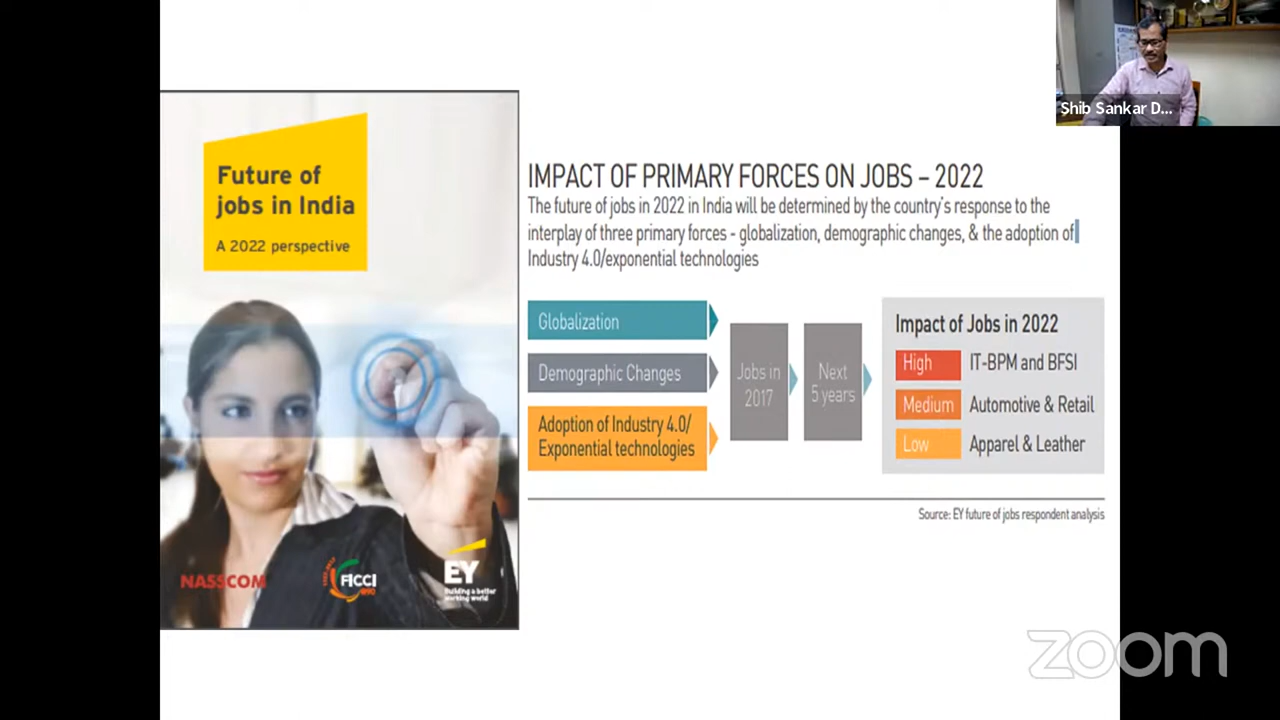 Shib Sankar D...
Future of
jobs in India
A 2022 perspective
NASSCOM
FICCI
EY
Building a better
working world
IMPACT OF PRIMARY FORCES ON JOBS – 2022
The future of jobs in 2022 in India will be determined by the country's response to the
interplay of three primary forces - globalization, demographic changes, & the adoption of
Industry 4.0/exponential technologies
Globalization
Demographic Changes
Adoption of Industry 4.0/
Exponential technologies
Jobs in
2017
Next
5 years
Impact of Jobs in 2022
High IT-BPM and BFSI
Medium Automotive & Retail
Low Apparel & Leather
Source: EY future of jobs respondent analysis
zoom